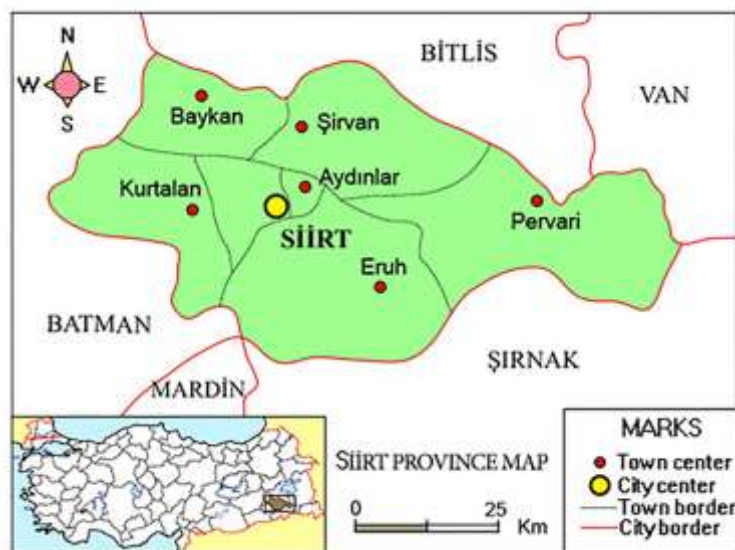 N
BİTLİS
W E
VAN
S
Baykan
Şirvan
Kurtalan
Aydınlar
Pervari
SİİRT
Eruh
BATMAN
ŞIRNAK
MARDİN
MARKS
SİİRT PROVINCE MAP
Town center
City center
0 25
Town border
Km
City border